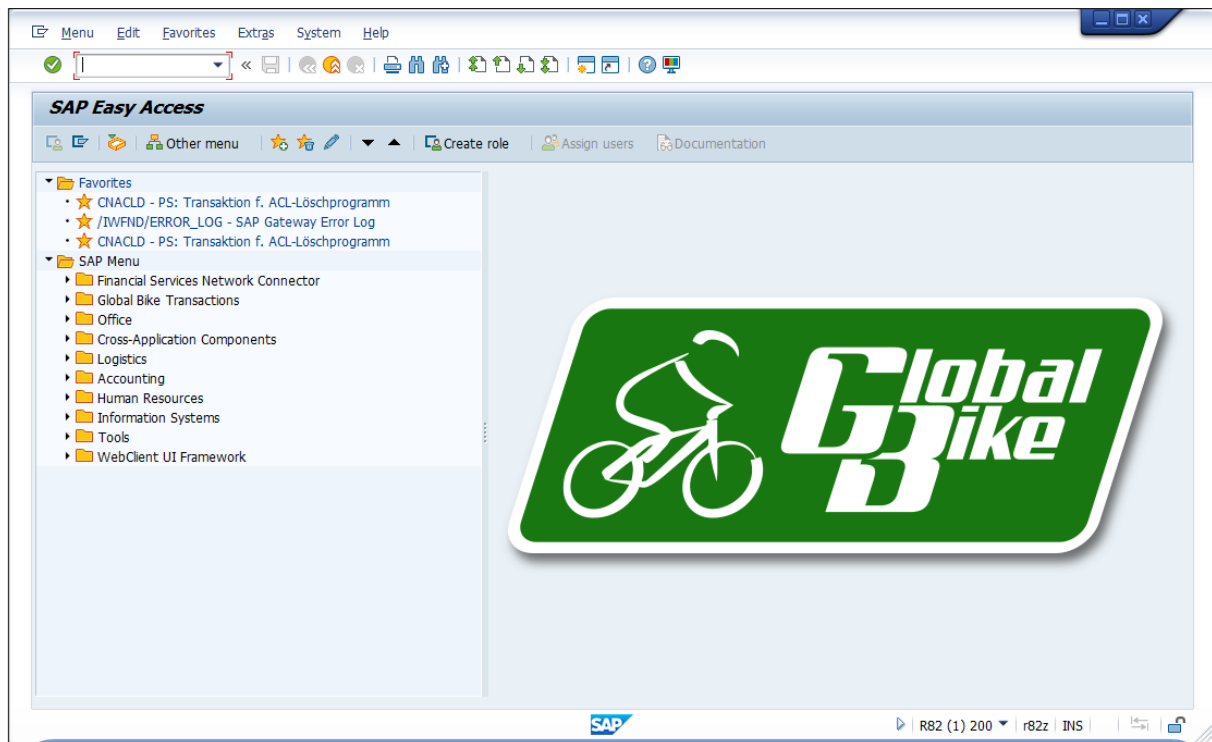 Menu Edit Favorites Extras System Help
SAP Easy Access
Other menu Create role Assign users Documentation
Favorites
CNACLD - PS: Transaktion f. ACL-Löschprogramm
/IWFND/ERROR_LOG - SAP Gateway Error Log
CNACLD - PS: Transaktion f. ACL-Löschprogramm
SAP Menu
Financial Services Network Connector
Global Bike Transactions
Office
Cross-Application Components
Logistics
Accounting
Human Resources
Information Systems
Tools
WebClient UI Framework
Global
Bike
SAP R82 (1) 200 r82z INS